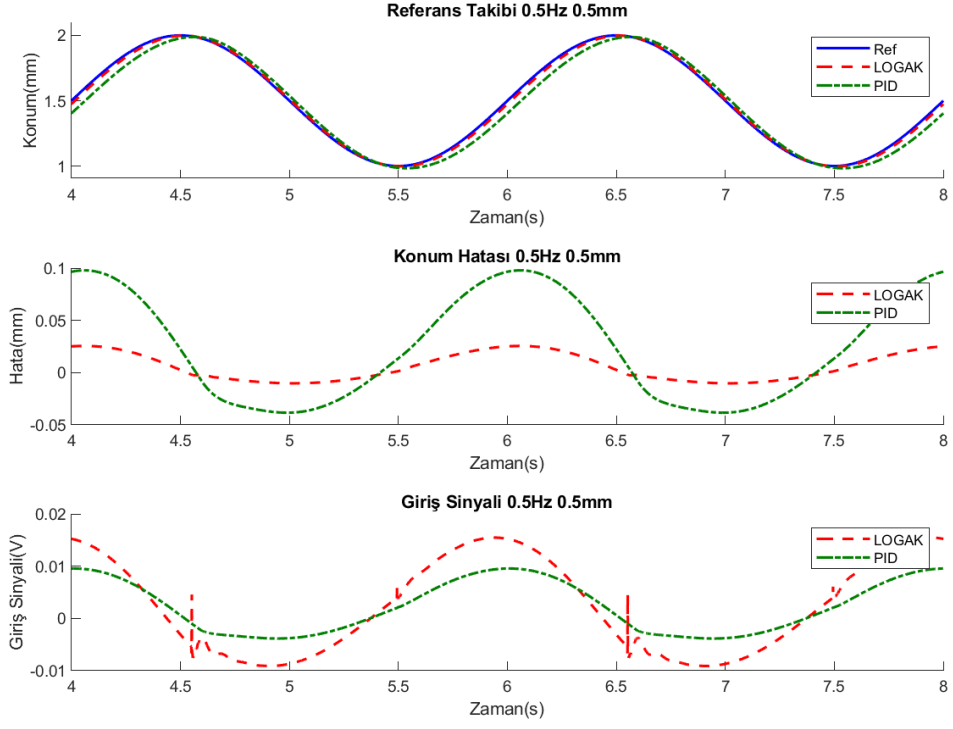 Referans Takibi 0.5Hz 0.5mm
Konum(mm)
2
1.5
1
Ref
LOGAK
PID
4
4.5
5
5.5
6
6.5
7
7.5
8
Zaman(s)
Konum Hatası 0.5Hz 0.5mm
Hata(mm)
0.1
0.05
0
-0.05
LOGAK
PID
4
4.5
5
5.5
6
6.5
7
7.5
8
Zaman(s)
Giriş Sinyali 0.5Hz 0.5mm
Giriş Sinyali(V)
0.02
0.01
0
-0.01
LOGAK
PID
4
4.5
5
5.5
6
6.5
7
7.5
8
Zaman(s)